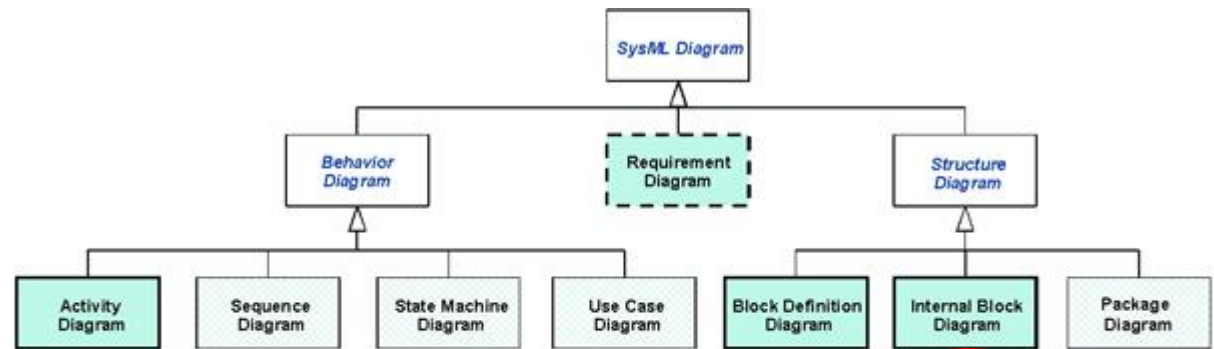 SysML Diagram
Behavior
Diagram
Requirement
Diagram
Structure
Diagram
Activity
Diagram
Sequence
Diagram
State Machine
Diagram
Use Case
Diagram
Block Definition
Diagram
Internal Block
Diagram
Package
Diagram